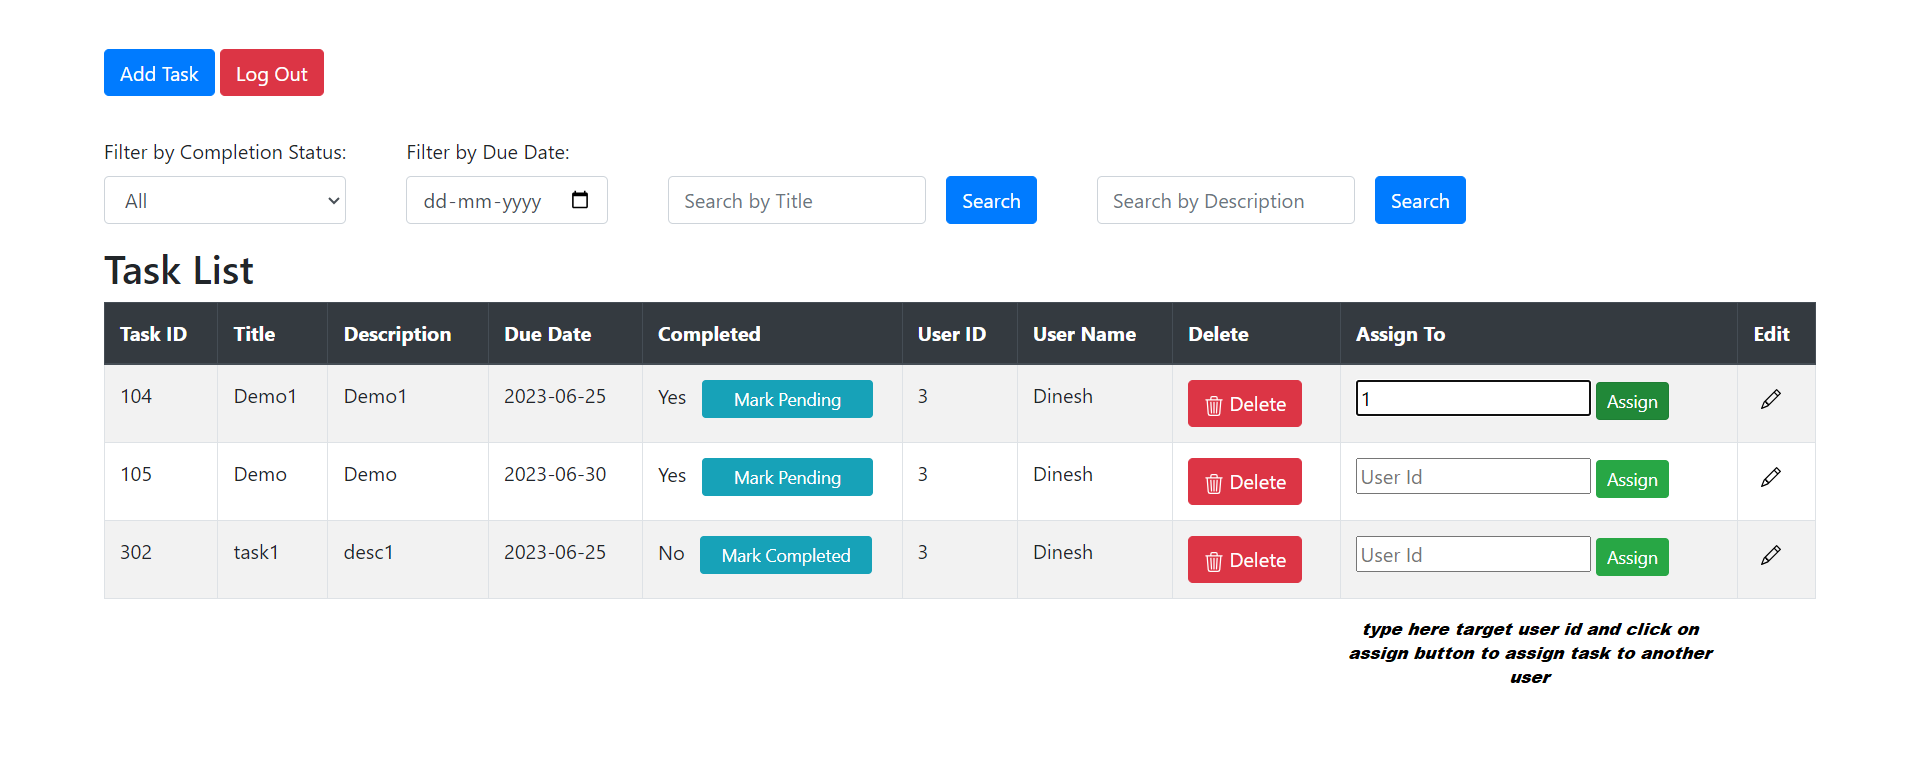 Add Task Log Out
Filter by Completion Status: Filter by Due Date:
All dd-mm-yyyy Search by Title Search Search by Description Search
Task List
Task ID Title Description Due Date Completed User ID User Name Delete Assign To Edit
104 Demo1 Demo1 2023-06-25 Yes Mark Pending 3 Dinesh Delete 1 Assign
105 Demo Demo 2023-06-30 Yes Mark Pending 3 Dinesh Delete User Id Assign
302 task1 desc1 2023-06-25 No Mark Completed 3 Dinesh Delete User Id Assign
type here target user id and click on
assign button to assign task to another
user